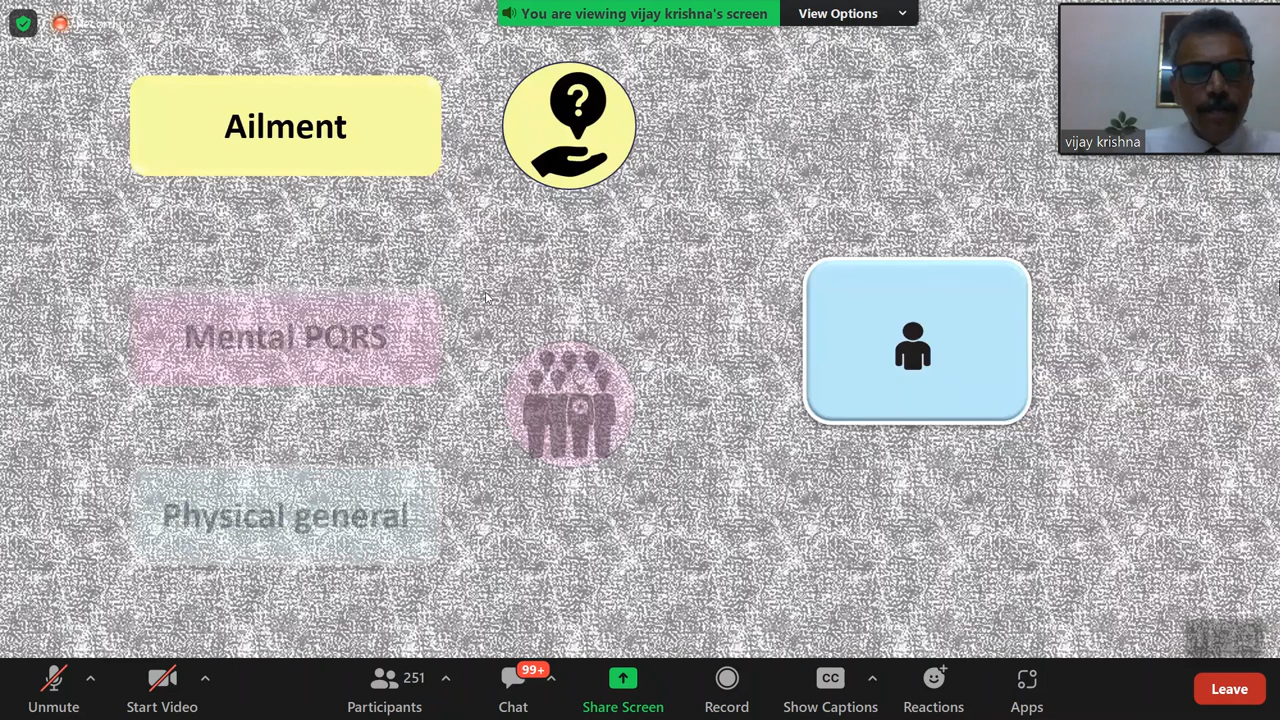 You are viewing vijay krishna's screen
View Options
vijay krishna
Ailment
?
Mental PQRS
Physical general
Unmute
Start Video
251
Participants
99+
Chat
Share Screen
Record
CC
Show Captions
Reactions
Apps
Leave